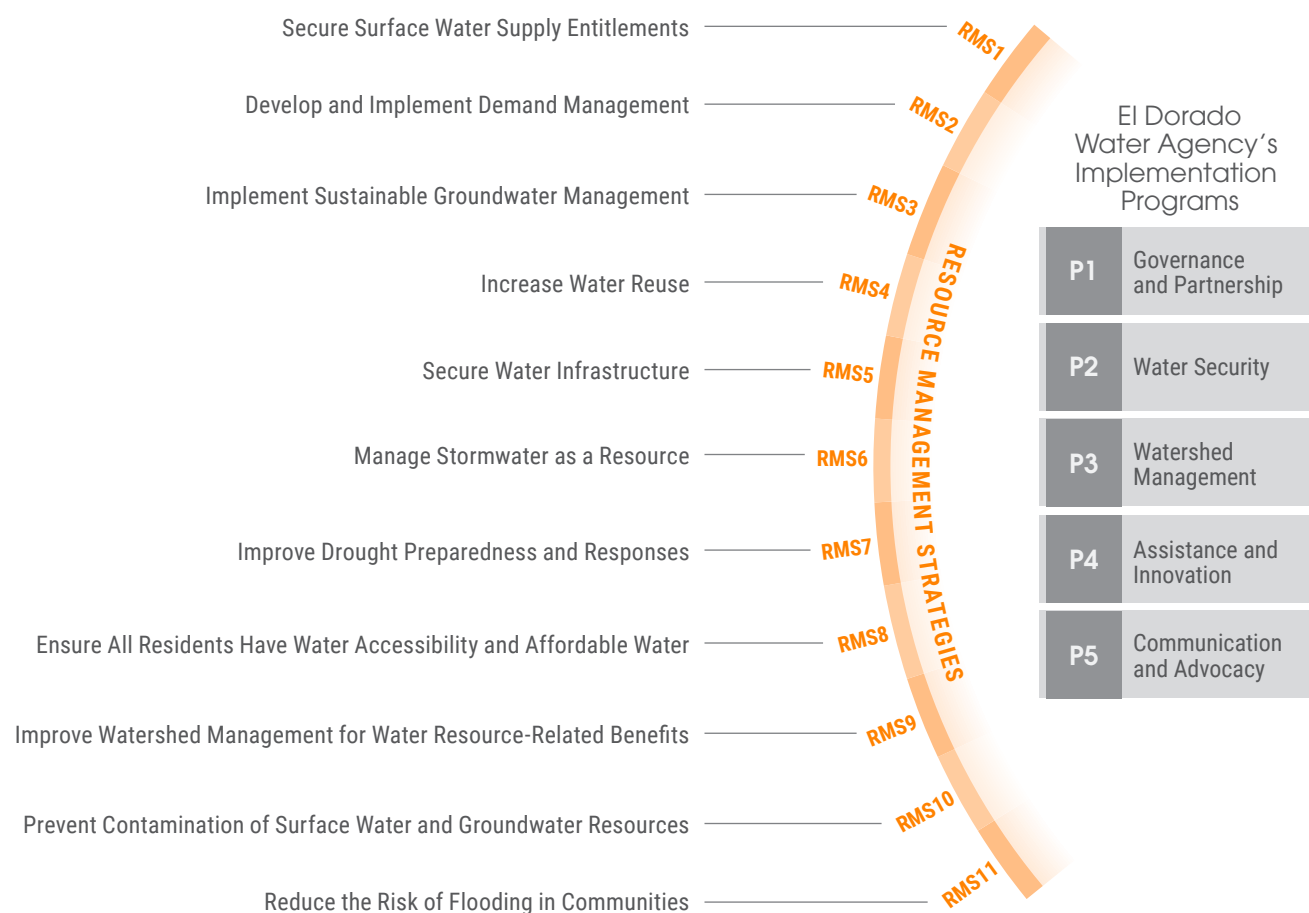 Secure Surface Water Supply Entitlements
RMS1
Develop and Implement Demand Management
RMS2
Implement Sustainable Groundwater Management
RMS3
Increase Water Reuse
RMS4
Secure Water Infrastructure
RMS5
Manage Stormwater as a Resource
RMS6
Improve Drought Preparedness and Responses
RMS7
Ensure All Residents Have Water Accessibility and Affordable Water
RMS8
Improve Watershed Management for Water Resource-Related Benefits
RMS9
Prevent Contamination of Surface Water and Groundwater Resources
RMS10
Reduce the Risk of Flooding in Communities
RMS11
RESOURCE MANAGEMENT STRATEGIES
El Dorado
Water Agency's
Implementation
Programs
P1
Governance
and Partnership
P2
Water Security
P3
Watershed
Management
P4
Assistance and
Innovation
P5
Communication
and Advocacy